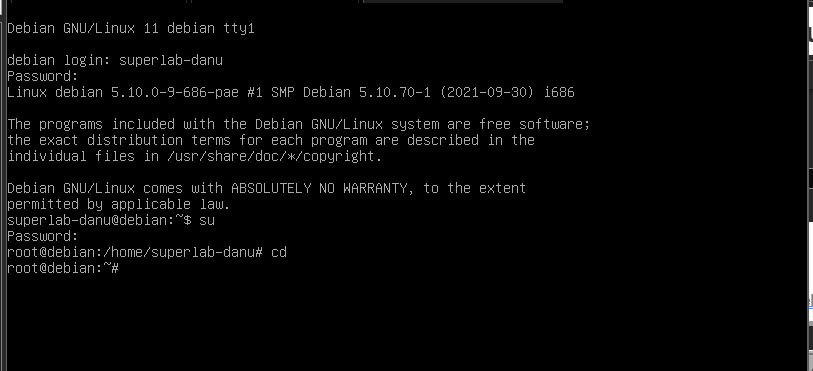 Debian GNU/Linux 11 debian tty1
debian login: superlab-danu
Password:
Linux debian 5.10.0-9-686-pae #1 SMP Debian 5.10.70-1 (2021-09-30) i686
The programs included with the Debian GNU/Linux system are free software;
the exact distribution terms for each program are described in the
individual files in /usr/share/doc/*/copyright.
Debian GNU/Linux comes with ABSOLUTELY NO WARRANTY, to the extent
permitted by applicable law.
superlab-danu@debian:~$ su
Password:
root@debian:/home/superlab-danu# cd
root@debian:~#